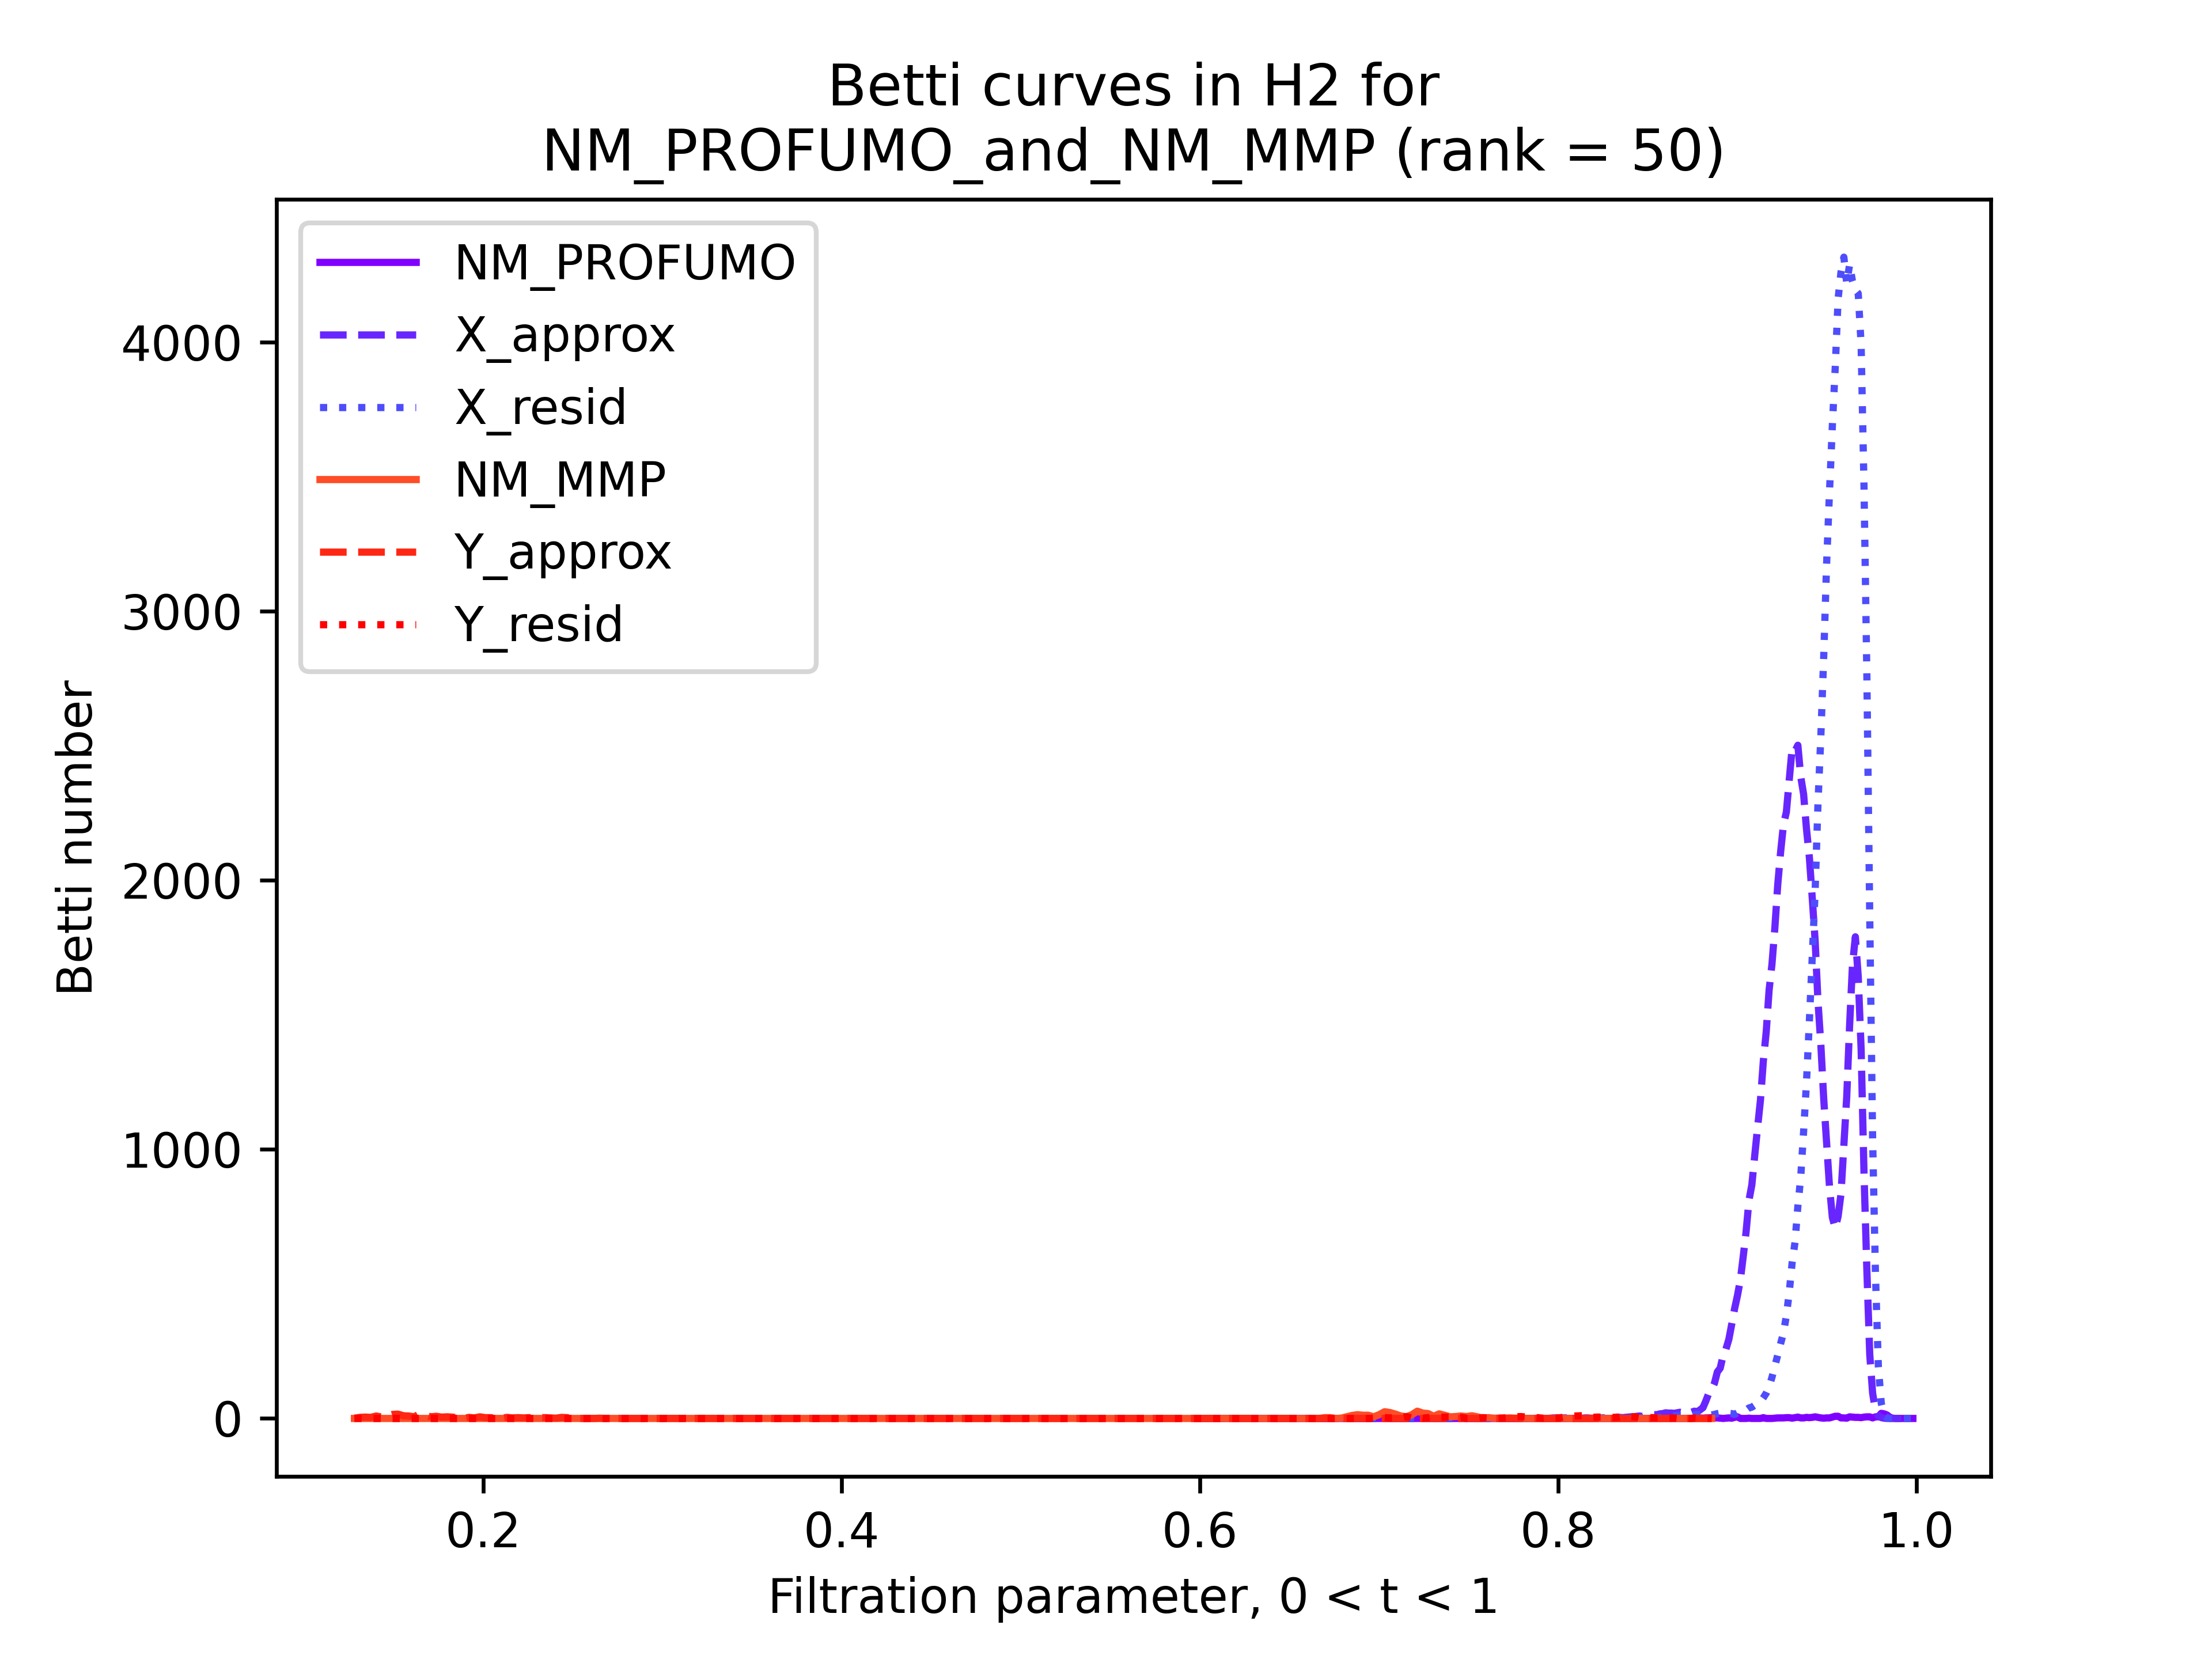 Betti curves in H2 for
NM_PROFUMO_and_NM_MMP (rank = 50)
NM_PROFUMO
X_approx
X_resid
NM_MMP
Y_approx
Y_resid
4000
3000
2000
1000
0
Betti number
0.2 0.4 0.6 0.8 1.0
Filtration parameter, 0 < t < 1